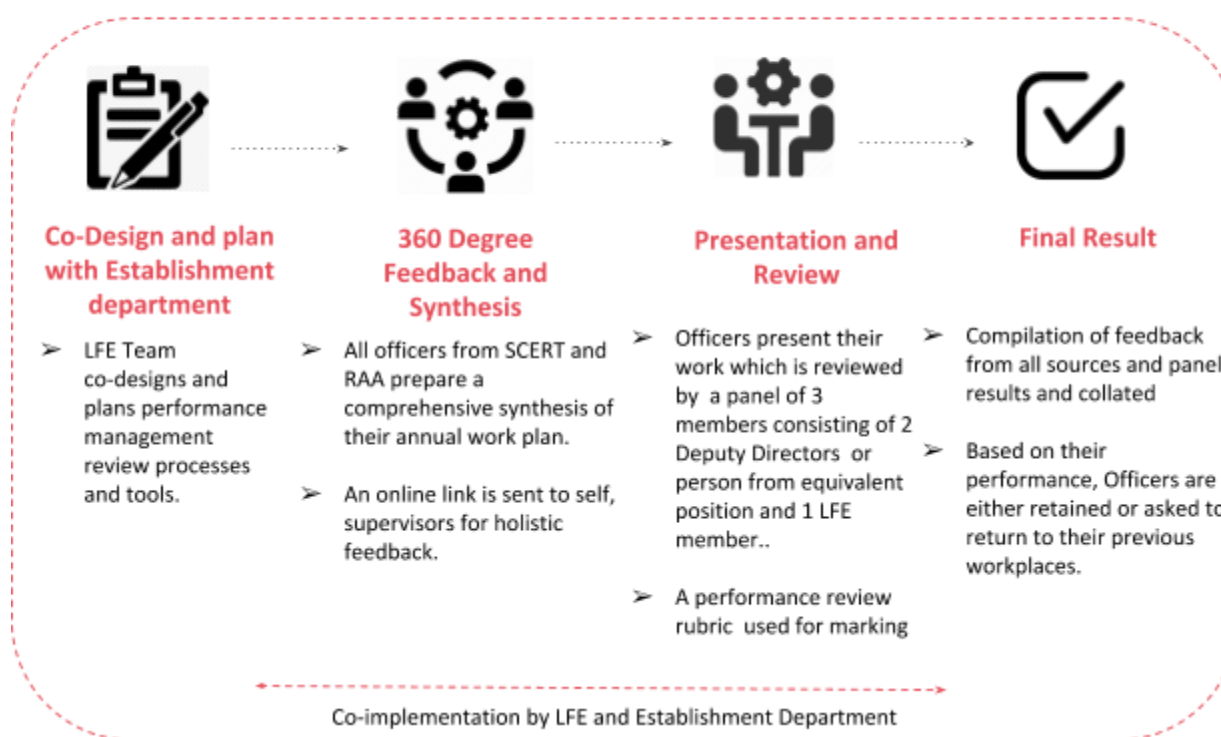 Co-Design and plan
with Establishment
department
➢ LFE Team
co-designs and
plans performance
management
review processes
and tools.
360 Degree
Feedback and
Synthesis
➢ All officers from SCERT and
RAA prepare a
comprehensive synthesis of
their annual work plan.
➢ An online link is sent to self,
supervisors for holistic
feedback.
Presentation and
Review
➢ Officers present their
work which is reviewed
by a panel of 3
members consisting of 2
Deputy Directors or
person from equivalent
position and 1 LFE
member..
➢ A performance review
rubric used for marking
Final Result
➢ Compilation of feedback
from all sources and panel
results and collated
➢ Based on their
performance, Officers are
either retained or asked to
return to their previous
workplaces.
Co-implementation by LFE and Establishment Department